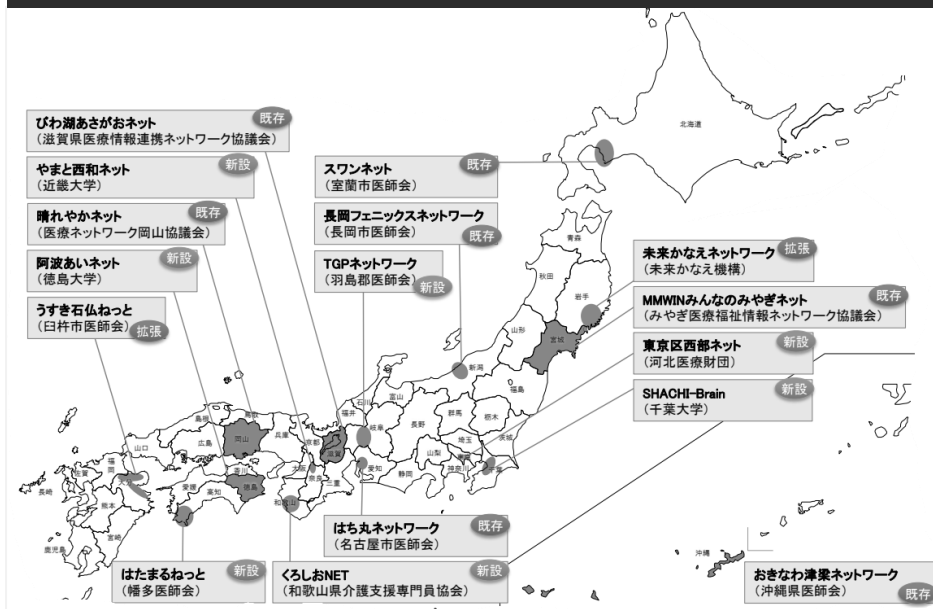 びわ湖あさがおネット
既存
（滋賀県医療情報連携ネットワーク協議会）
やまと西和ネット
新設
（近畿大学）
晴れやかネット
既存
（医療ネットワーク岡山協議会）
阿波あいネット
新設
（徳島大学）
うすき石仏ねっと
（臼杵市医師会）
拡張
スワンネット
既存
（室蘭市医師会）
長岡フェニックスネットワーク
（長岡市医師会）
既存
TGPネットワーク
（羽島郡医師会）
新設
未来かなえネットワーク
拡張
（未来かなえ機構）
MMWINみんなのみやぎネット
既存
（みやぎ医療福祉情報ネットワーク協議会）
東京区西部ネット
新設
（河北医療財団）
SHACHI-Brain
新設
（千葉大学）
はち丸ネットワーク
既存
（名古屋市医師会）
はたまるねっと
新設
（幡多医師会）
くろしおNET
新設
（和歌山県介護支援専門員協会）
おきなわ津梁ネットワーク
（沖縄県医師会）
既存
北海道
青森
秋田
岩手
山形
宮城
福島
新潟
石川
富山
福井
岐阜
長野
群馬
栃木
茨城
埼玉
山梨
神奈川
千葉
静岡
愛知
三重
滋賀
京都
奈良
大阪
和歌山
兵庫
鳥取
島根
岡山
広島
山口
香川
徳島
愛媛
高知
福岡
佐賀
長崎
熊本
宮崎
鹿児島
沖縄